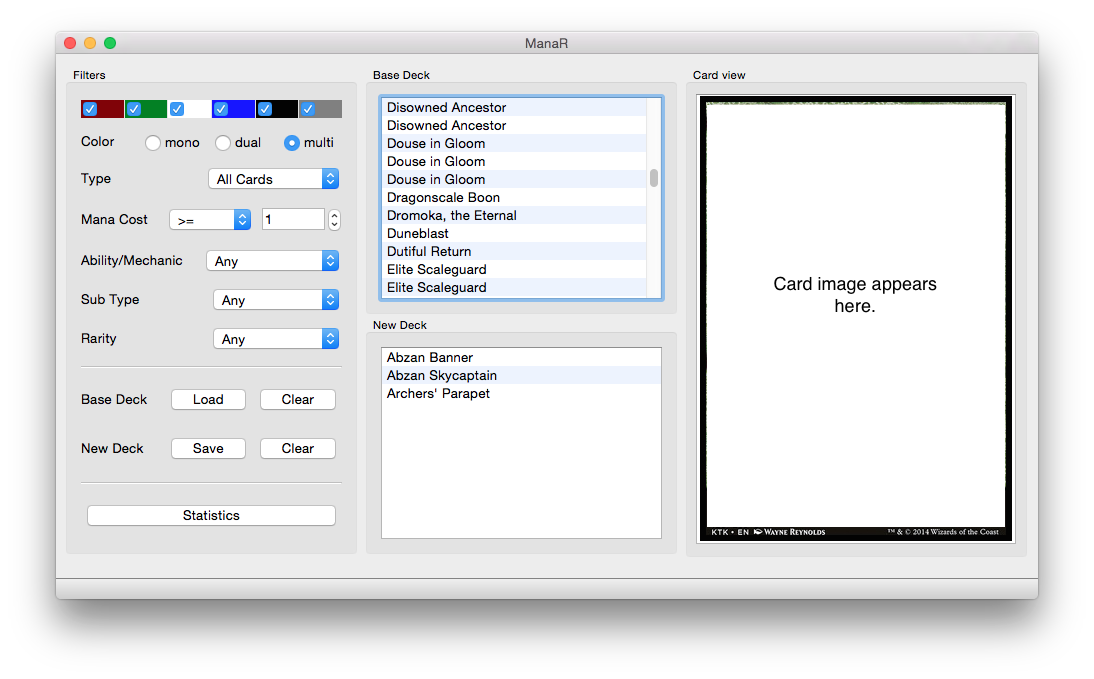 ManaR
Filters
Color
mono
dual
multi
Type
All Cards
Mana Cost
>=
1
Ability/Mechanic
Any
Sub Type
Any
Rarity
Any
Base Deck
Load
Clear
New Deck
Save
Clear
Statistics
Base Deck
Disowned Ancestor
Disowned Ancestor
Douse in Gloom
Douse in Gloom
Douse in Gloom
Dragonscale Boon
Dromoka, the Eternal
Duneblast
Dutiful Return
Elite Scaleguard
Elite Scaleguard
New Deck
Abzan Banner
Abzan Skycaptain
Archers' Parapet
Card view
Card image appears
here.
KTK • EN WAYNE REYNOLDS
™ & © 2014 Wizards of the Coast